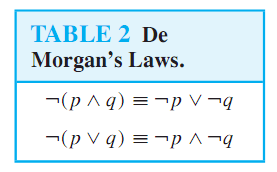 TABLE 2 De
Morgan's Laws.
¬(p ∧ q) ≡ ¬p ∨ ¬q
¬(p ∨ q) ≡ ¬p ∧ ¬q